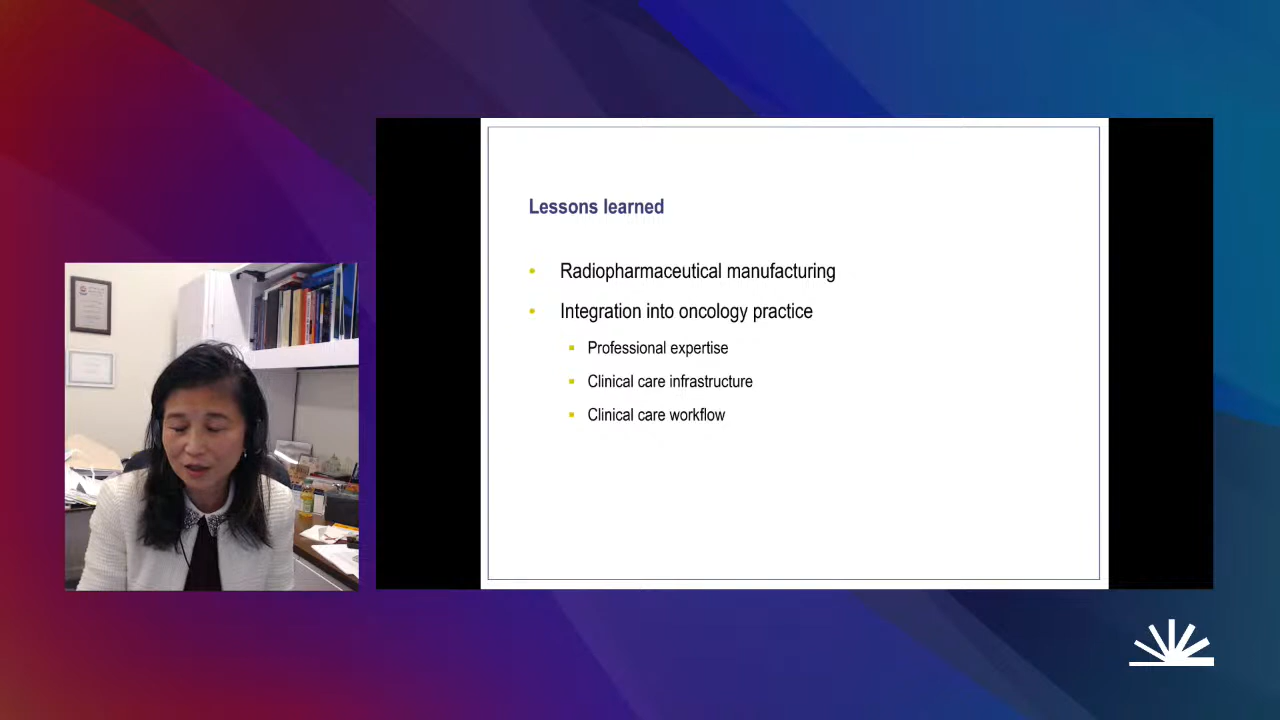 Lessons learned
Radiopharmaceutical manufacturing
Integration into oncology practice
Professional expertise
Clinical care infrastructure
Clinical care workflow